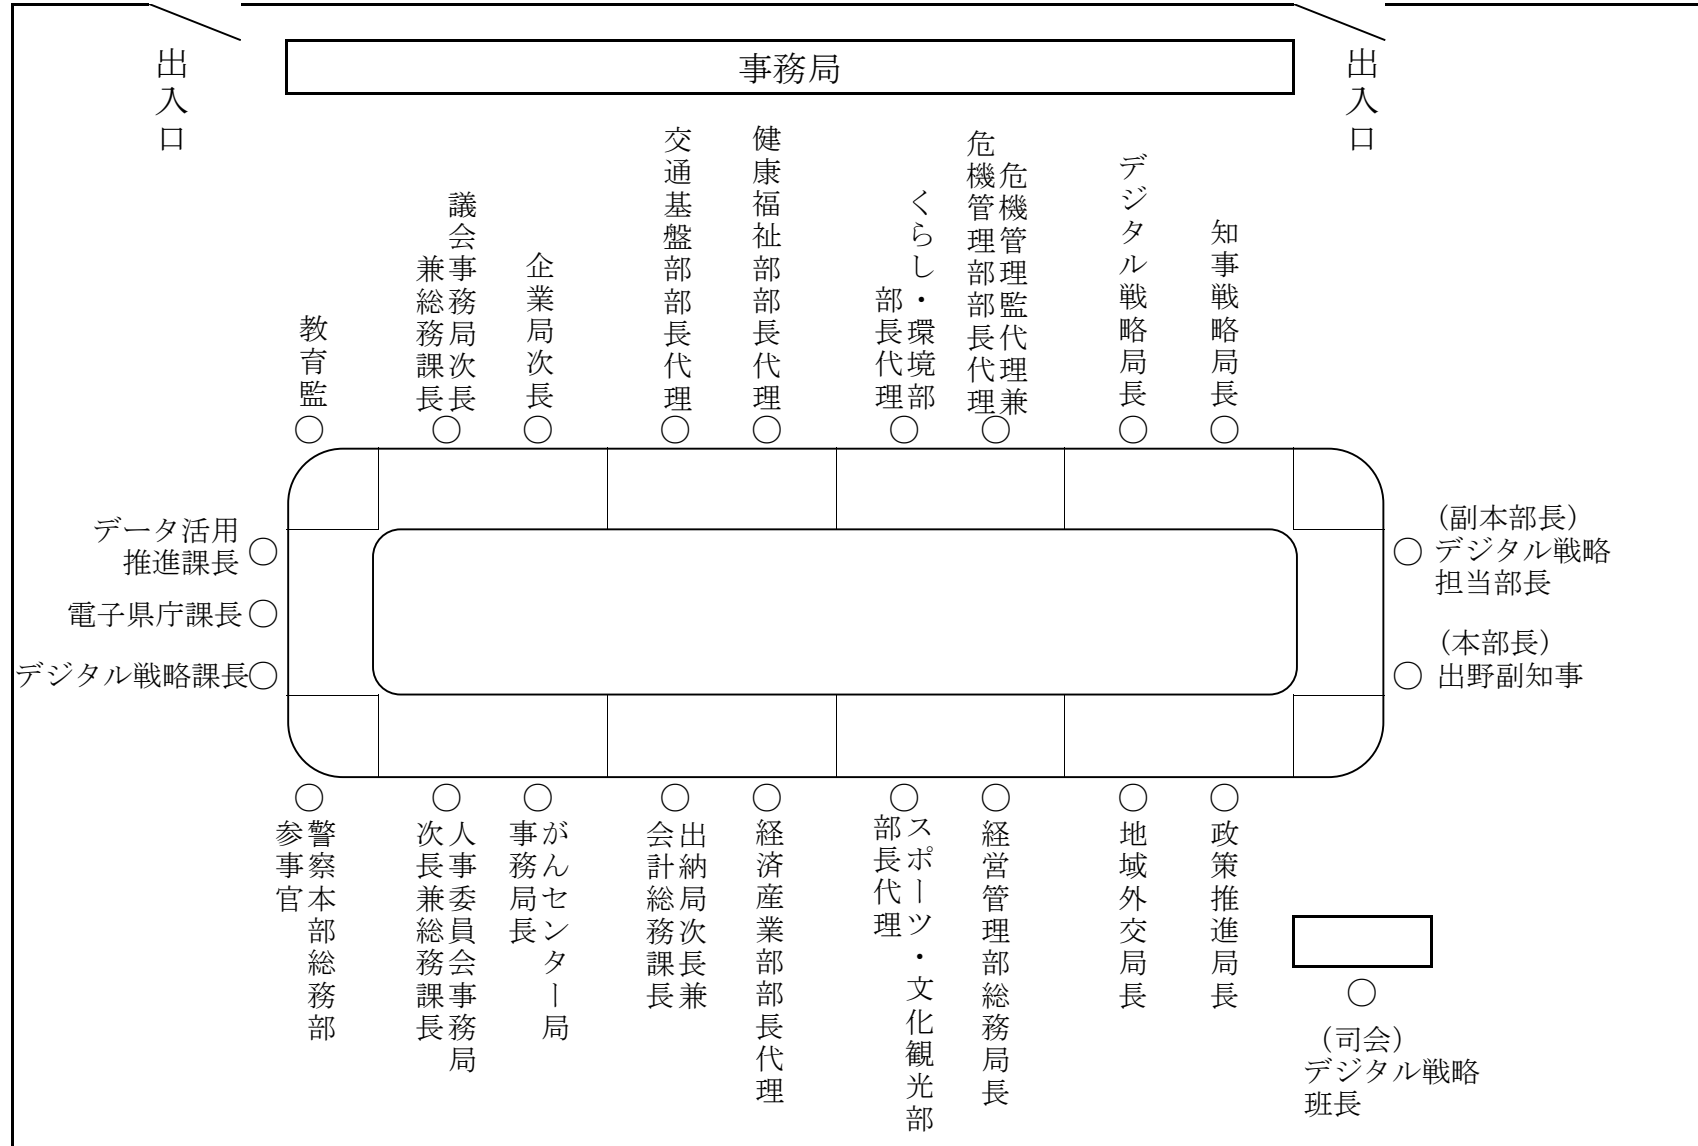 出入口
事務局
出入口
教育監
議会事務局次長
兼総務課長
企業局次長
交通基盤部部長代理
健康福祉部部長代理
くらし・環境部
部長代理
危機管理監代理兼
危機管理部部長代理
デジタル戦略局長
知事戦略局長
データ活用
推進課長
電子県庁課長
デジタル戦略課長
（副本部長）
デジタル戦略
担当部長
（本部長）
出野副知事
警察本部総務部
参事官
人事委員会事務局
次長兼総務課長
がんセンター局
事務局長
出納局次長兼
会計総務課長
経済産業部部長代理
スポーツ・文化観光部
部長代理
経営管理部総務局長
地域外交局長
政策推進局長
（司会）
デジタル戦略
班長